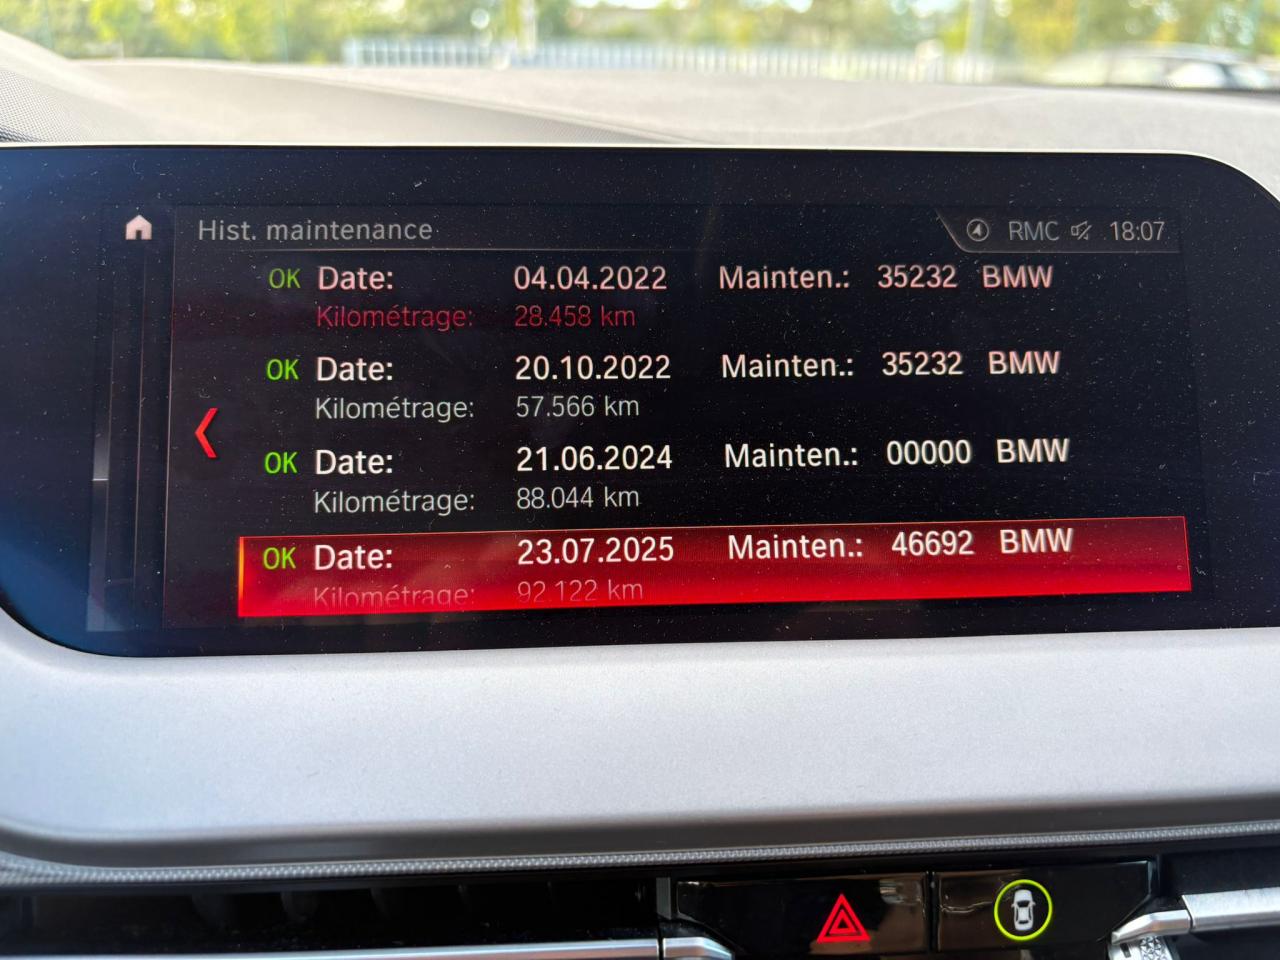 Hist. maintenance RMC 18:07
OK Date: 04.04.2022 Mainten.: 35232 BMW
Kilométrage: 28.458 km
OK Date: 20.10.2022 Mainten.: 35232 BMW
Kilométrage: 57.566 km
OK Date: 21.06.2024 Mainten.: 00000 BMW
Kilométrage: 88.044 km
OK Date: 23.07.2025 Mainten.: 46692 BMW
Kilométrage: 92.122 km